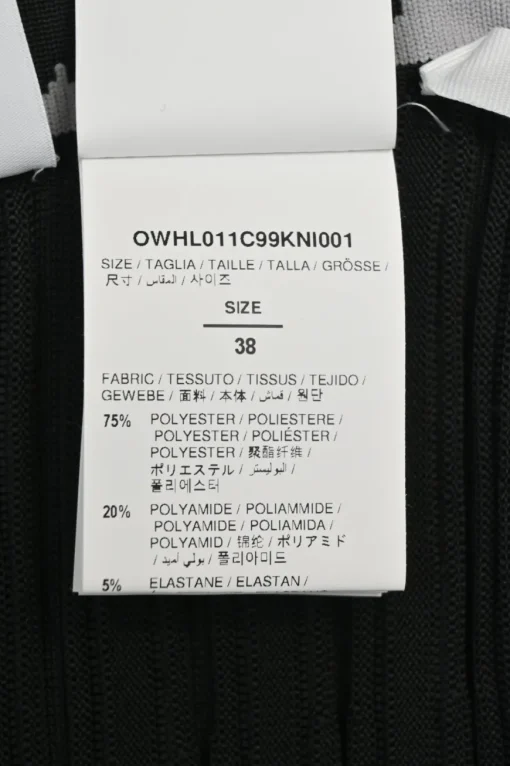 OWHL011C99KNI001
SIZE / TAGLIA / TAILLE / TALLA / GRÖSSE /
尺寸 / المقاس / 사이즈
SIZE
38
FABRIC / TESSUTO / TISSUS / TEJIDO /
GEWEBE / 面料 / 本体 / قماش / 원단
75% POLYESTER / POLIESTERE /
POLYESTER / POLIÉSTER /
POLYESTER / 聚酯纤维 /
ポリエステル / البوليستر /
폴리에스터
20% POLYAMIDE / POLIAMMIDE /
POLYAMIDE / POLIAMIDA /
POLYAMID / 锦纶 / ポリアミド
/ بولي أميد / 폴리아미드
5% ELASTANE / ELASTAN /